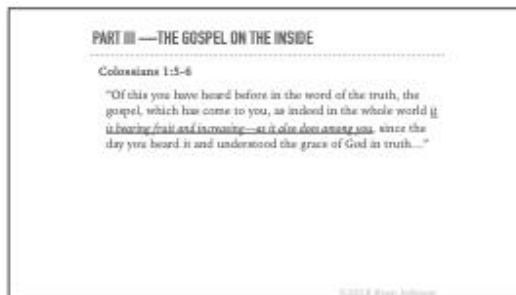 PART III —THE GOSPEL ON THE INSIDE
Colossians 1:5-6
"Of this you have heard before in the word of the truth, the
gospel, which has come to you, as indeed in the whole world it
is bearing fruit and increasing—as it also does among you, since the
day you heard it and understood the grace of God in truth..."